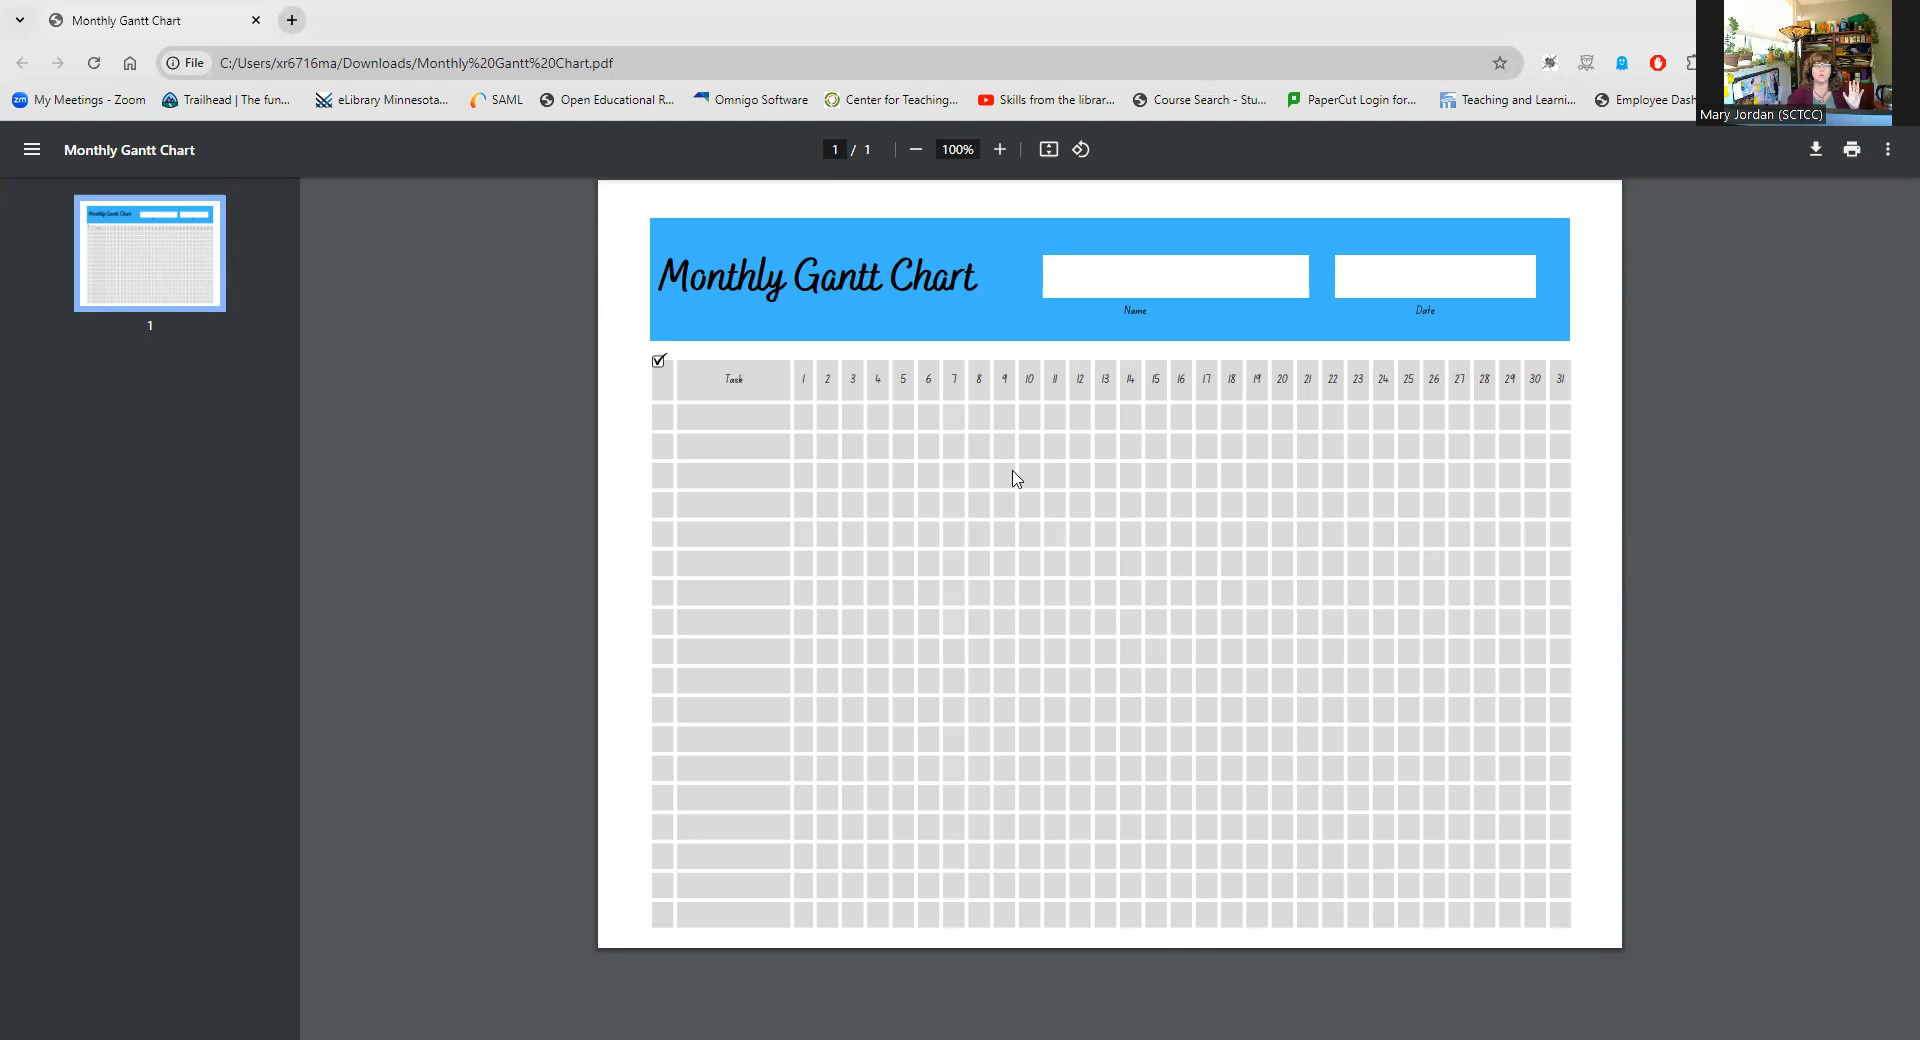 Monthly Gantt Chart
File
C:/Users/xr6716ma/Downloads/Monthly%20Gantt%20Chart.pdf
My Meetings - Zoom
Trailhead | The fun...
eLibrary Minnesota...
SAML
Open Educational R...
Omnigo Software
Center for Teaching...
Skills from the librar...
Course Search - Stu...
PaperCut Login for...
Teaching and Learni...
Employee Dash
Mary Jordan (SCTCC)
Monthly Gantt Chart
1 / 1
100%
1
Monthly Gantt Chart
Name
Date
Task 1 2 3 4 5 6 7 8 9 10 11 12 13 14 15 16 17 18 19 20 21 22 23 24 25 26 27 28 29 30 31